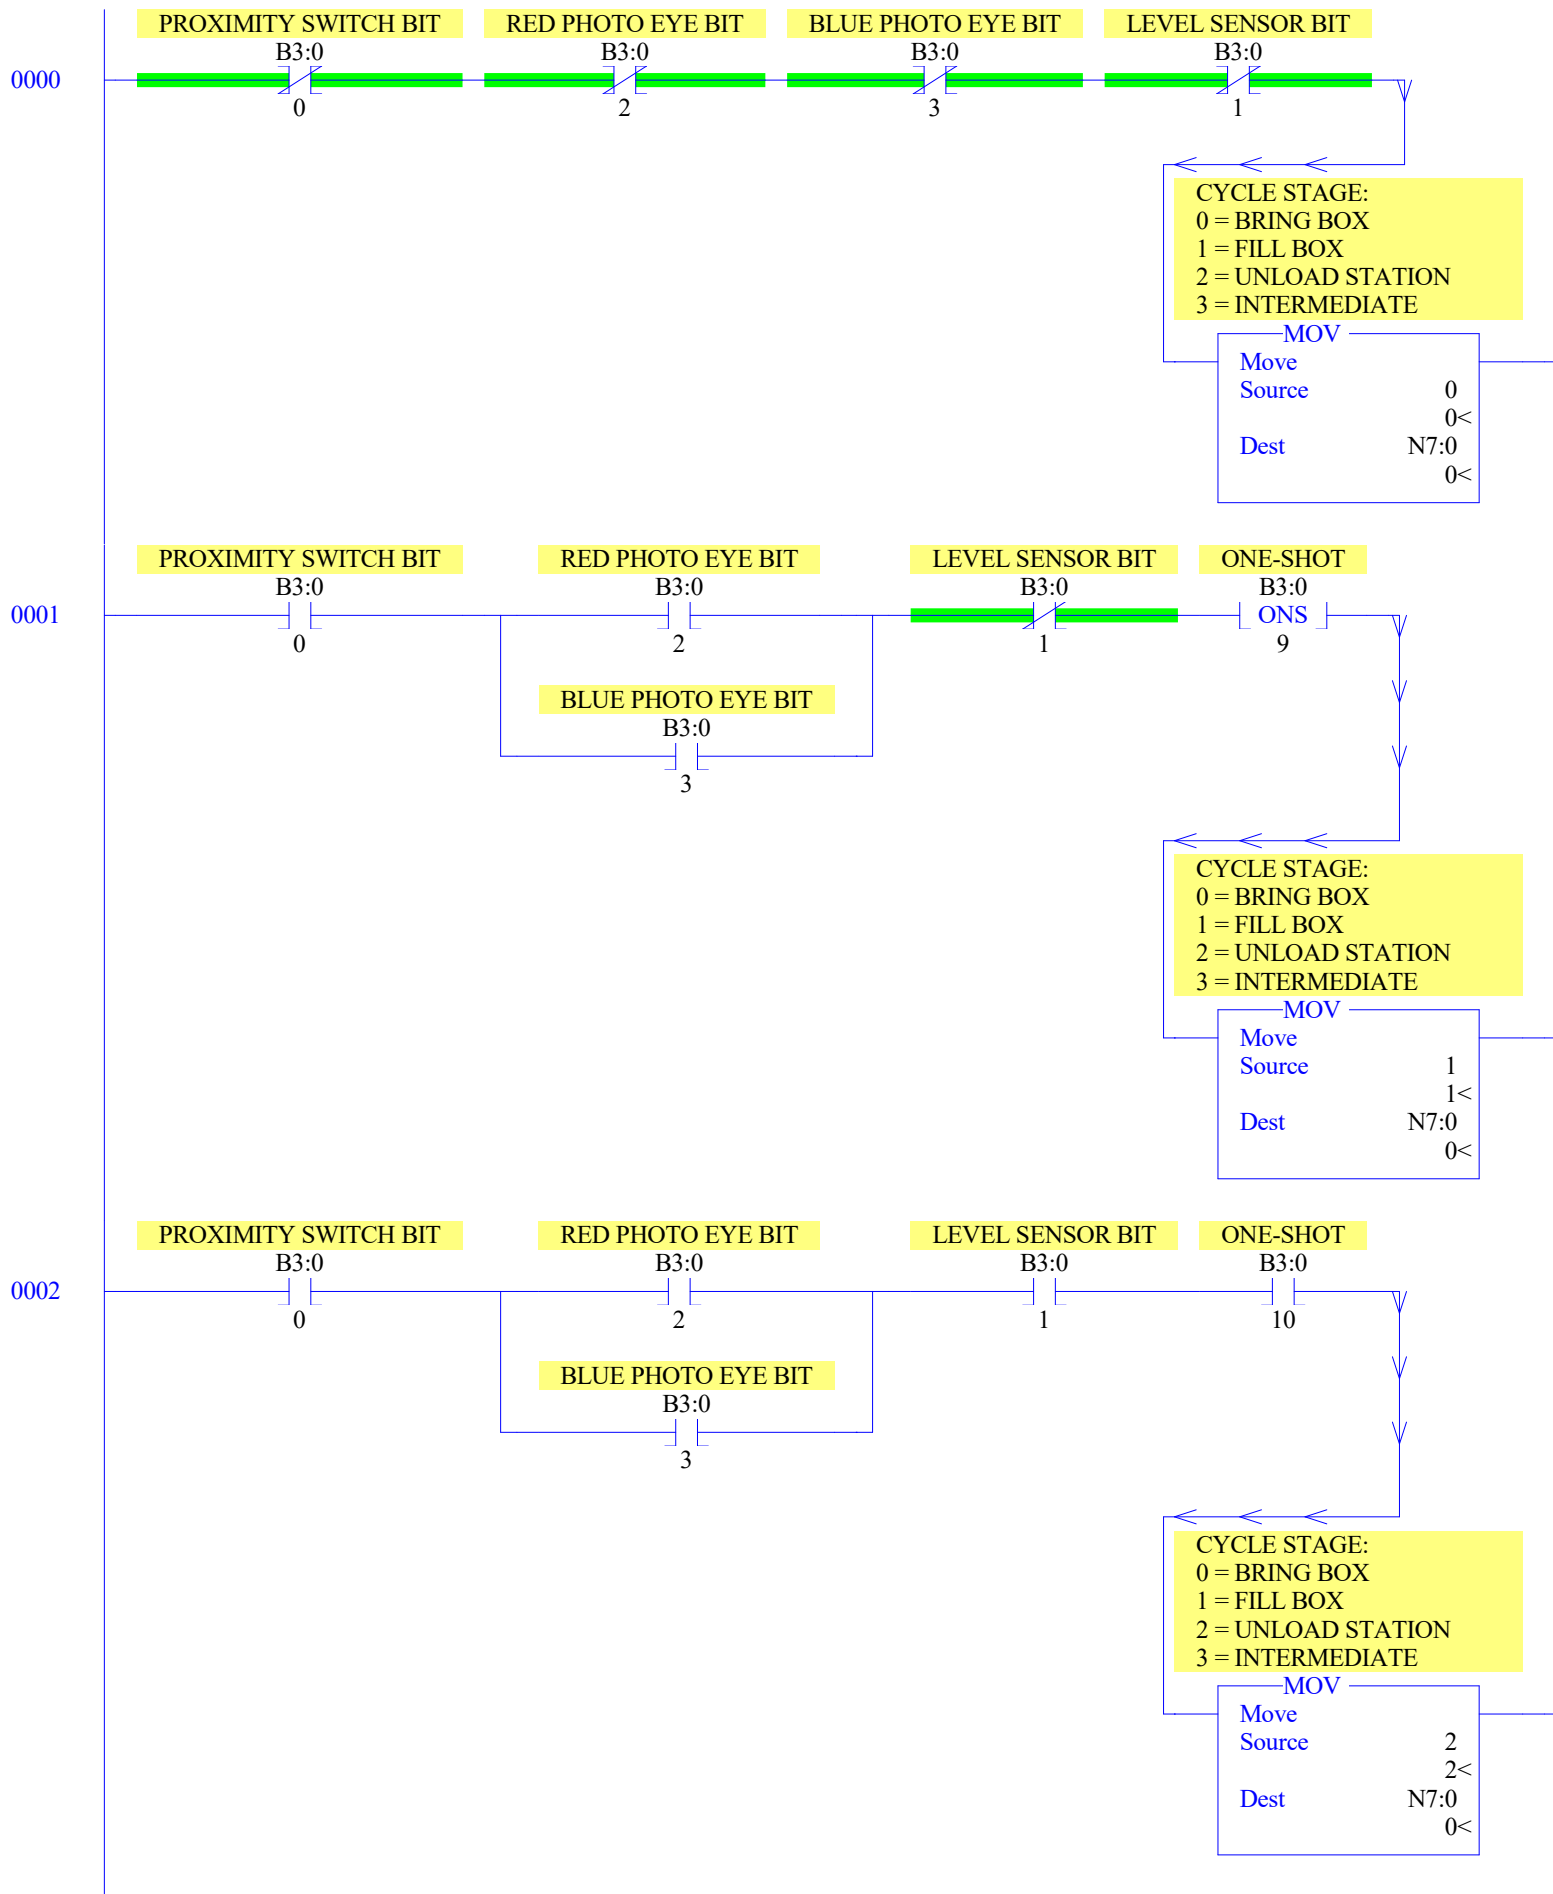 PROXIMITY SWITCH BIT RED PHOTO EYE BIT BLUE PHOTO EYE BIT LEVEL SENSOR BIT
B3:0 B3:0 B3:0 B3:0
0000
0 2 3 1
CYCLE STAGE:
0 = BRING BOX
1 = FILL BOX
2 = UNLOAD STATION
3 = INTERMEDIATE
MOV
Move
Source 0
0<
Dest N7:0
0<
PROXIMITY SWITCH BIT RED PHOTO EYE BIT LEVEL SENSOR BIT ONE-SHOT
B3:0 B3:0 B3:0 B3:0
0001 ONS
0 2 1 9
BLUE PHOTO EYE BIT
B3:0
3
CYCLE STAGE:
0 = BRING BOX
1 = FILL BOX
2 = UNLOAD STATION
3 = INTERMEDIATE
MOV
Move
Source 1
1<
Dest N7:0
0<
PROXIMITY SWITCH BIT RED PHOTO EYE BIT LEVEL SENSOR BIT ONE-SHOT
B3:0 B3:0 B3:0 B3:0
0002
0 2 1 10
BLUE PHOTO EYE BIT
B3:0
3
CYCLE STAGE:
0 = BRING BOX
1 = FILL BOX
2 = UNLOAD STATION
3 = INTERMEDIATE
MOV
Move
Source 2
2<
Dest N7:0
0<